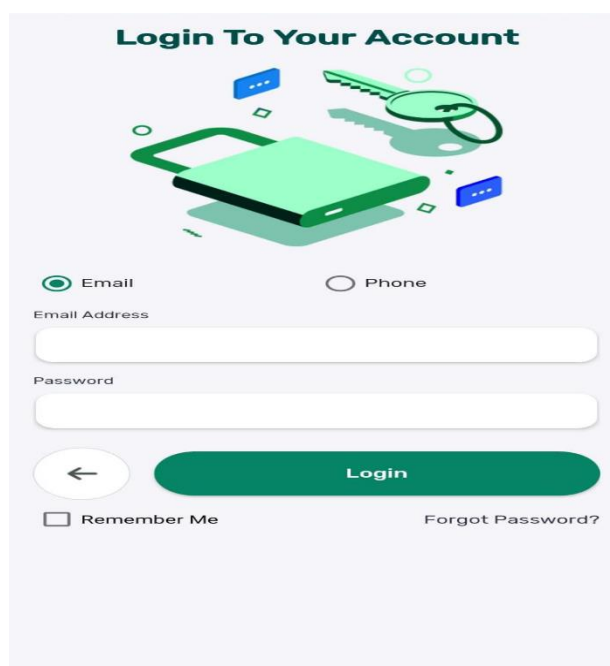 Login To Your Account
Email Phone
Email Address
Password
Login
Remember Me Forgot Password?